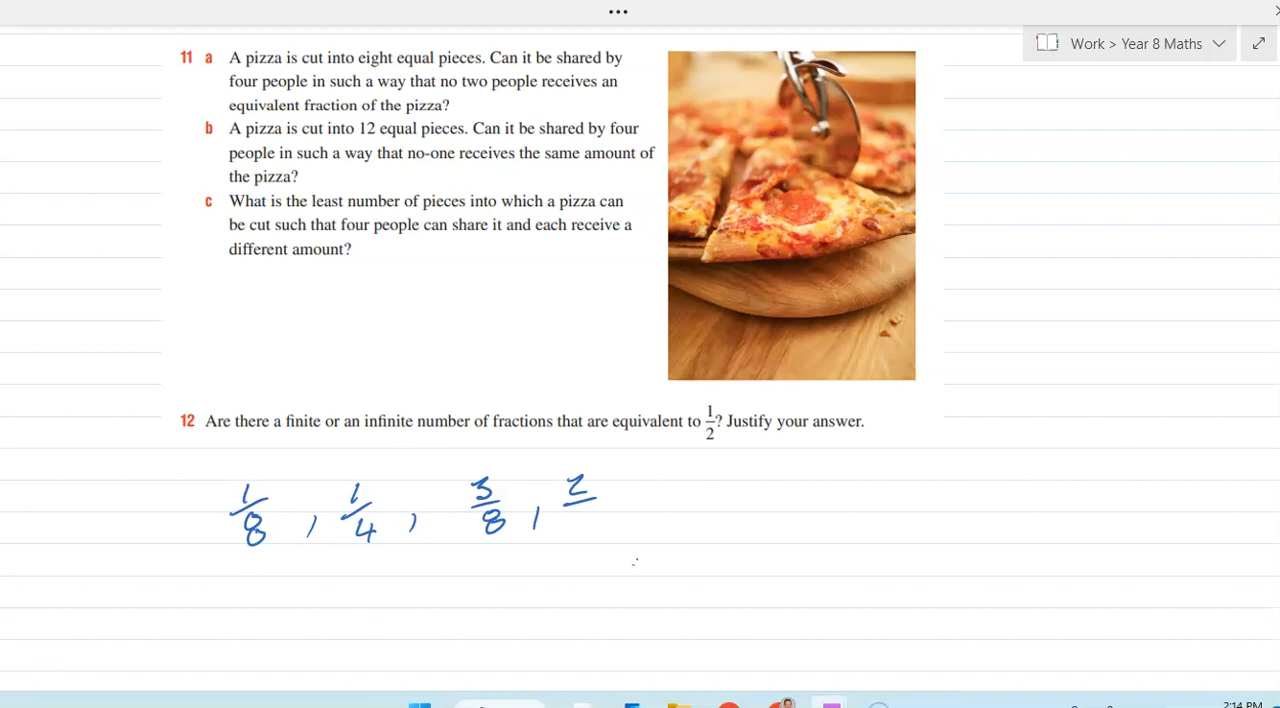 Work > Year 8 Maths
11 a A pizza is cut into eight equal pieces. Can it be shared by
four people in such a way that no two people receives an
equivalent fraction of the pizza?
b A pizza is cut into 12 equal pieces. Can it be shared by four
people in such a way that no-one receives the same amount of
the pizza?
c What is the least number of pieces into which a pizza can
be cut such that four people can share it and each receive a
different amount?
12 Are there a finite or an infinite number of fractions that are equivalent to 1/2? Justify your answer.
1/8 , 1/4 , 3/8 , 2
2:14 PM